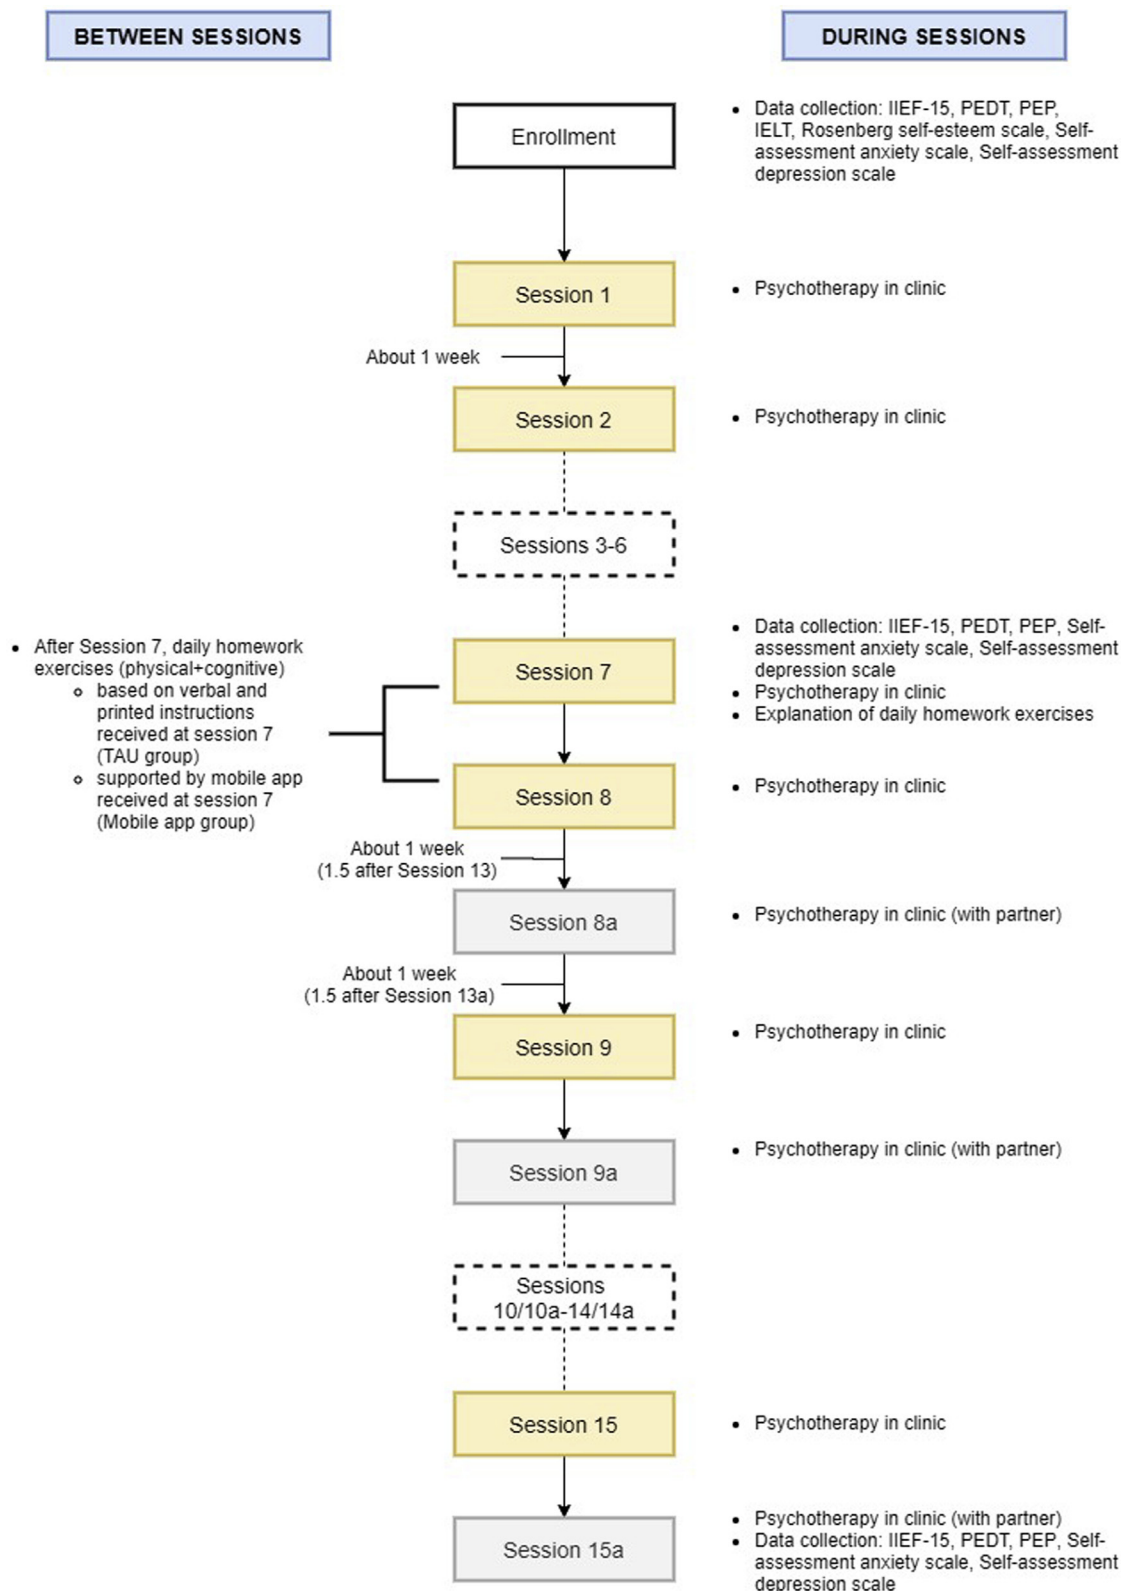 BETWEEN SESSIONS
DURING SESSIONS
Enrollment
• Data collection: IIEF-15, PEDT, PEP,
IELT, Rosenberg self-esteem scale, Self-
assessment anxiety scale, Self-assessment
depression scale
Session 1
• Psychotherapy in clinic
About 1 week
Session 2
• Psychotherapy in clinic
Sessions 3-6
• After Session 7, daily homework
exercises (physical+cognitive)
◦ based on verbal and
printed instructions
received at session 7
(TAU group)
◦ supported by mobile app
received at session 7
(Mobile app group)
Session 7
• Data collection: IIEF-15, PEDT, PEP, Self-
assessment anxiety scale, Self-assessment
depression scale
• Psychotherapy in clinic
• Explanation of daily homework exercises
Session 8
• Psychotherapy in clinic
About 1 week
(1.5 after Session 13)
Session 8a
• Psychotherapy in clinic (with partner)
About 1 week
(1.5 after Session 13a)
Session 9
• Psychotherapy in clinic
Session 9a
• Psychotherapy in clinic (with partner)
Sessions
10/10a-14/14a
Session 15
• Psychotherapy in clinic
Session 15a
• Psychotherapy in clinic (with partner)
• Data collection: IIEF-15, PEDT, PEP, Self-
assessment anxiety scale, Self-assessment
depression scale